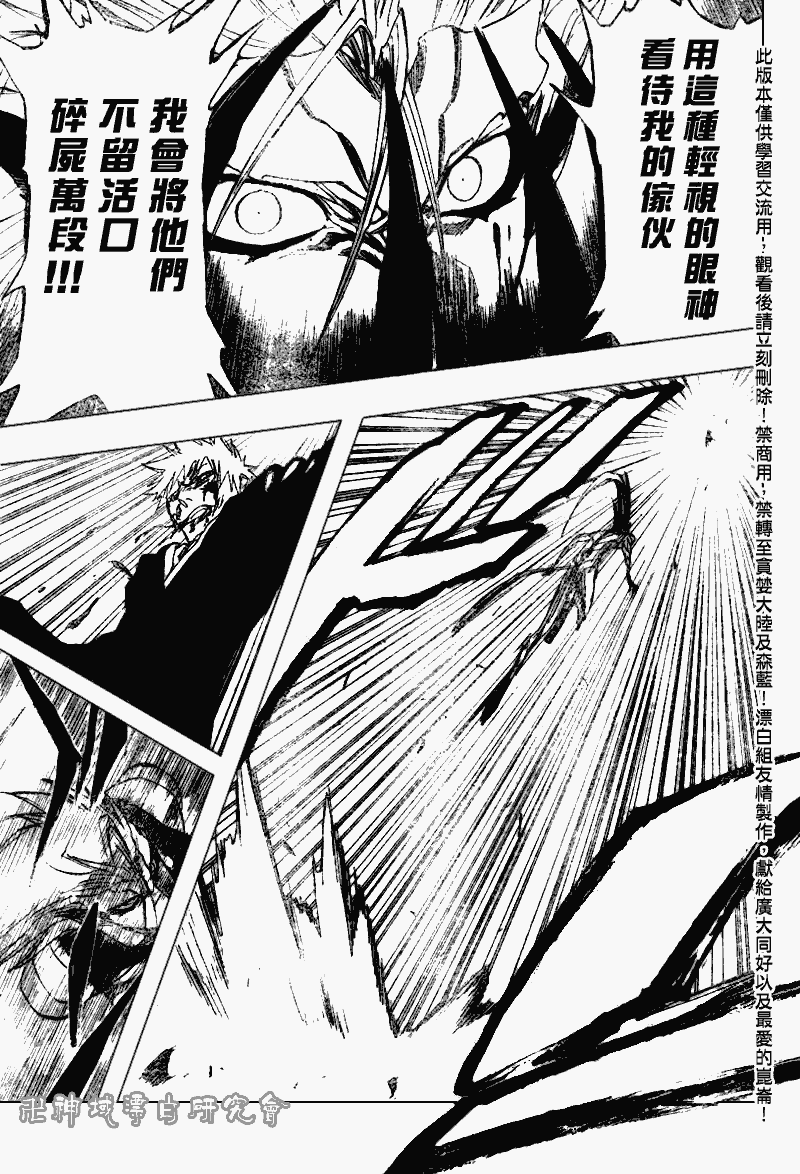 用這種輕視的眼神
看待我的傢伙
我會將他們
不留活口
碎屍萬段!!!
此版本僅供學習交流用；觀看後請立刻刪除！禁商用；禁轉至貪婪大陸及森藍！漂白組友情製作，獻給廣大同好以及最愛的崑崙！
卍神域漂白研究會